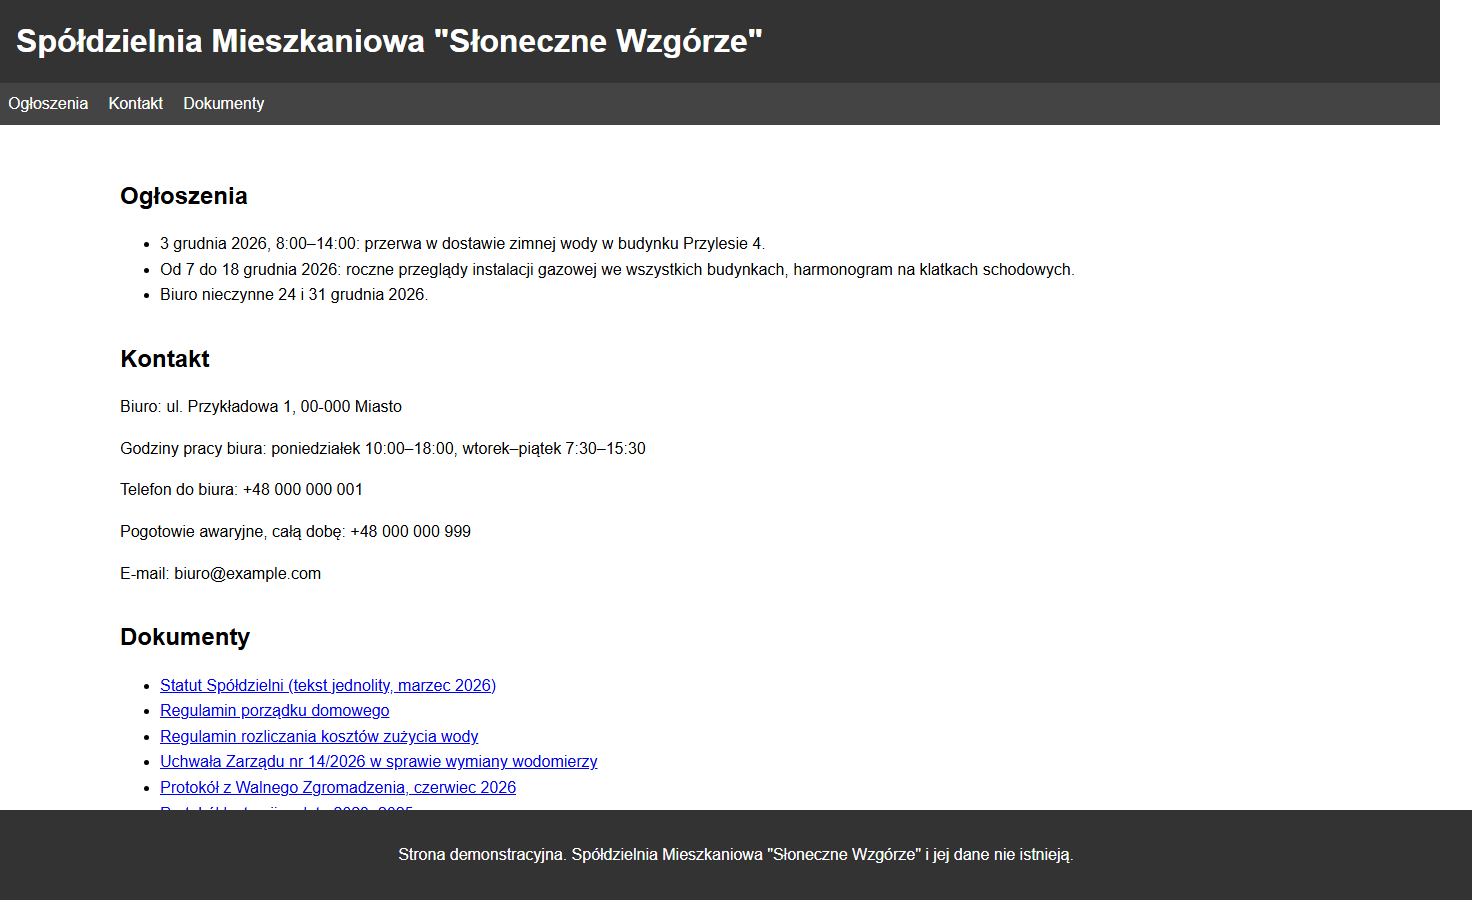 Spółdzielnia Mieszkaniowa "Słoneczne Wzgórze"
Ogłoszenia Kontakt Dokumenty
Ogłoszenia
3 grudnia 2026, 8:00–14:00: przerwa w dostawie zimnej wody w budynku Przylesie 4.
Od 7 do 18 grudnia 2026: roczne przeglądy instalacji gazowej we wszystkich budynkach, harmonogram na klatkach schodowych.
Biuro nieczynne 24 i 31 grudnia 2026.
Kontakt
Biuro: ul. Przykładowa 1, 00-000 Miasto
Godziny pracy biura: poniedziałek 10:00–18:00, wtorek–piątek 7:30–15:30
Telefon do biura: +48 000 000 001
Pogotowie awaryjne, całą dobę: +48 000 000 999
E-mail: biuro@example.com
Dokumenty
Statut Spółdzielni (tekst jednolity, marzec 2026)
Regulamin porządku domowego
Regulamin rozliczania kosztów zużycia wody
Uchwała Zarządu nr 14/2026 w sprawie wymiany wodomierzy
Protokół z Walnego Zgromadzenia, czerwiec 2026
Strona demonstracyjna. Spółdzielnia Mieszkaniowa "Słoneczne Wzgórze" i jej dane nie istnieją.